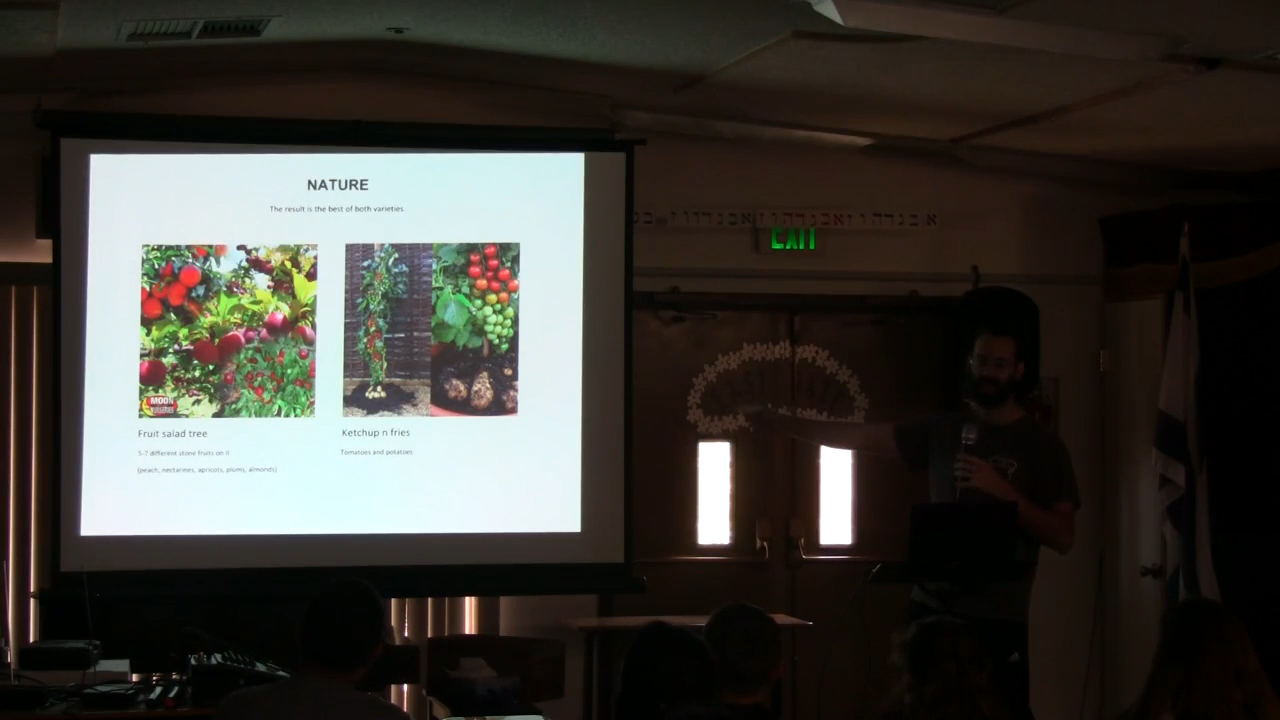 NATURE
The result is the best of both varieties.
MOON
NURSERIES
Fruit salad tree
5-7 different stone fruits on it
(peach, nectarines, apricots, plums, almonds)
Ketchup n fries
Tomatoes and potatoes
EXIT